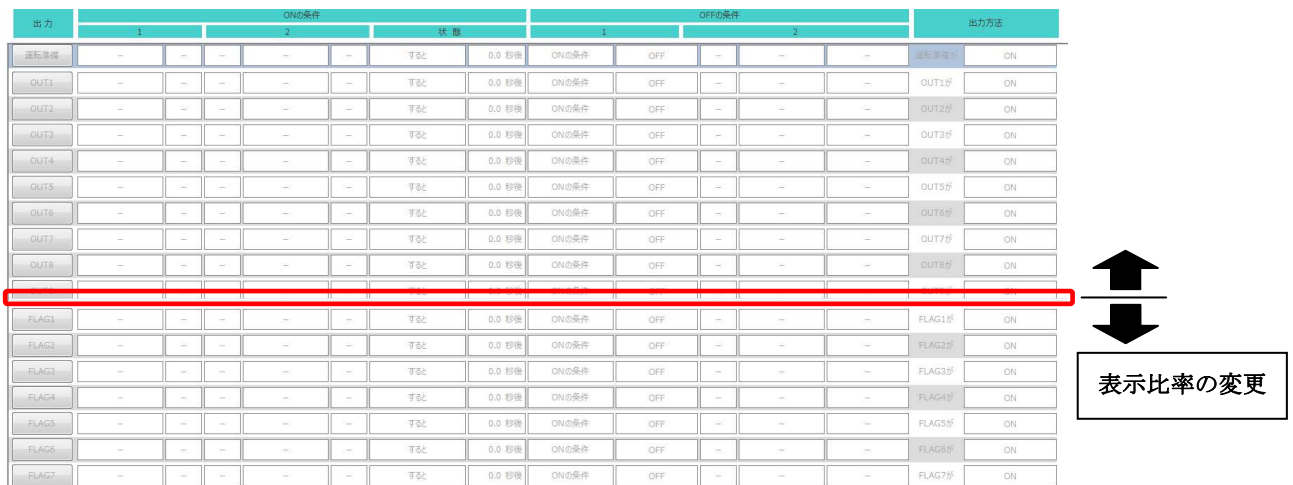 出力 ONの条件 OFFの条件 出力方法
1 2 状態 1 2
運転準備 － － － － － すると 0.0 秒後 ONの条件 OFF － － － 運転準備が ON
OUT1 － － － － － すると 0.0 秒後 ONの条件 OFF － － － OUT1が ON
OUT2 － － － － － すると 0.0 秒後 ONの条件 OFF － － － OUT2が ON
OUT3 － － － － － すると 0.0 秒後 ONの条件 OFF － － － OUT3が ON
OUT4 － － － － － すると 0.0 秒後 ONの条件 OFF － － － OUT4が ON
OUT5 － － － － － すると 0.0 秒後 ONの条件 OFF － － － OUT5が ON
OUT6 － － － － － すると 0.0 秒後 ONの条件 OFF － － － OUT6が ON
OUT7 － － － － － すると 0.0 秒後 ONの条件 OFF － － － OUT7が ON
OUT8 － － － － － すると 0.0 秒後 ONの条件 OFF － － － OUT8が ON
FLAG1 － － － － － すると 0.0 秒後 ONの条件 OFF － － － FLAG1が ON
FLAG2 － － － － － すると 0.0 秒後 ONの条件 OFF － － － FLAG2が ON
FLAG3 － － － － － すると 0.0 秒後 ONの条件 OFF － － － FLAG3が ON
表示比率の変更
FLAG4 － － － － － すると 0.0 秒後 ONの条件 OFF － － － FLAG4が ON
FLAG5 － － － － － すると 0.0 秒後 ONの条件 OFF － － － FLAG5が ON
FLAG6 － － － － － すると 0.0 秒後 ONの条件 OFF － － － FLAG6が ON
FLAG7 － － － － － すると 0.0 秒後 ONの条件 OFF － － － FLAG7が ON